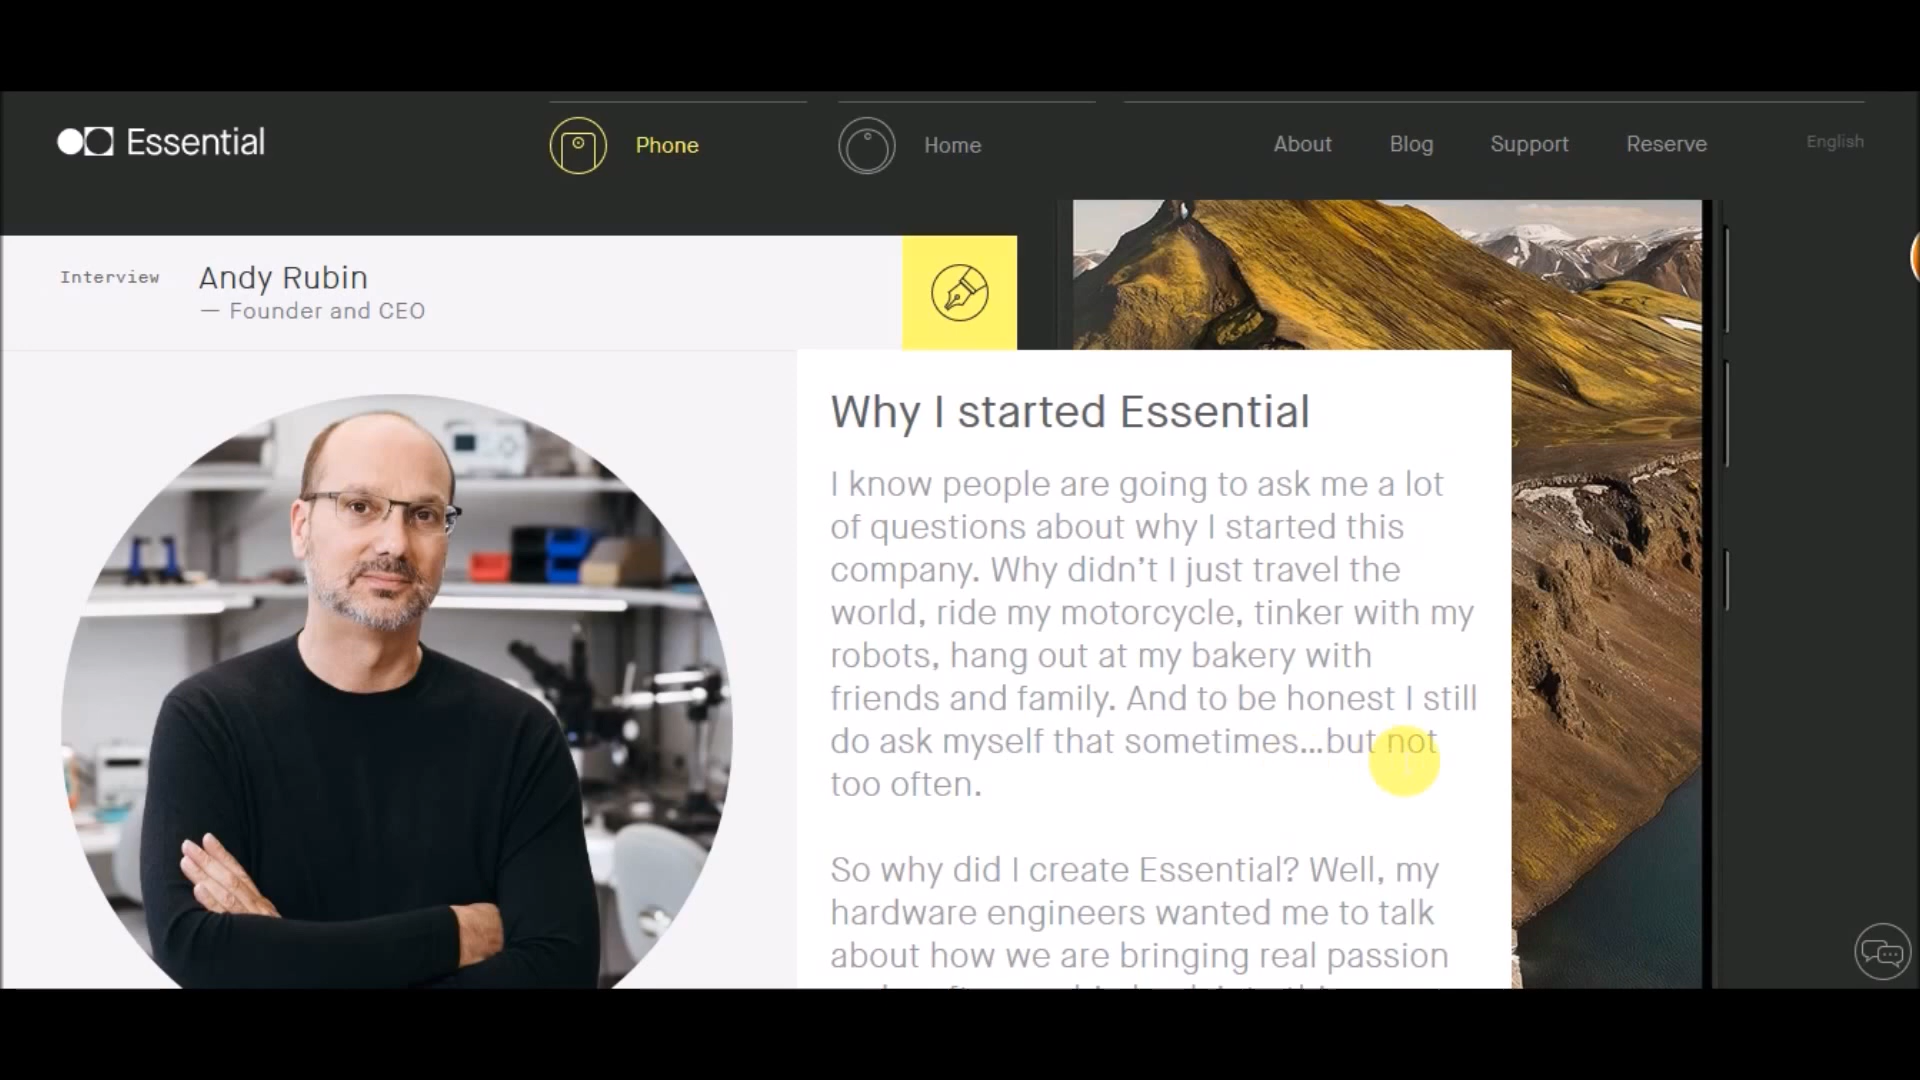 Essential
Phone
Home
About
Blog
Support
Reserve
English
Interview
Andy Rubin
— Founder and CEO
Why I started Essential
I know people are going to ask me a lot
of questions about why I started this
company. Why didn’t I just travel the
world, ride my motorcycle, tinker with my
robots, hang out at my bakery with
friends and family. And to be honest I still
do ask myself that sometimes...but not
too often.
So why did I create Essential? Well, my
hardware engineers wanted me to talk
about how we are bringing real passion